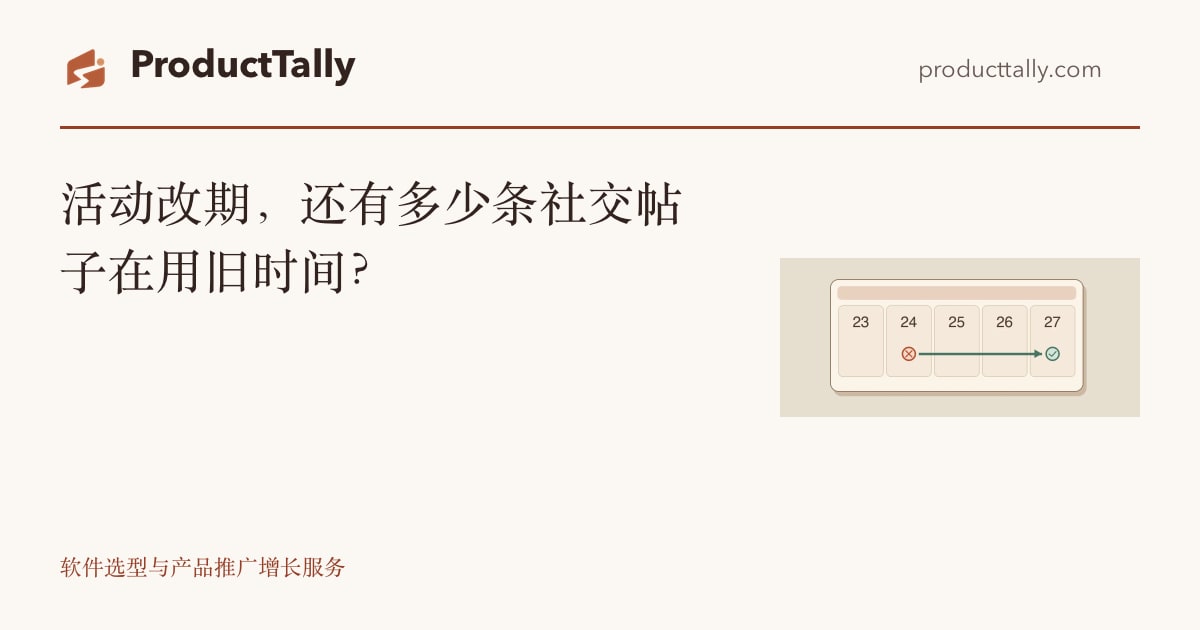 ProductTally
producttally.com
活动改期，还有多少条社交帖
子在用旧时间？
23 24 25 26 27
软件选型与产品推广增长服务